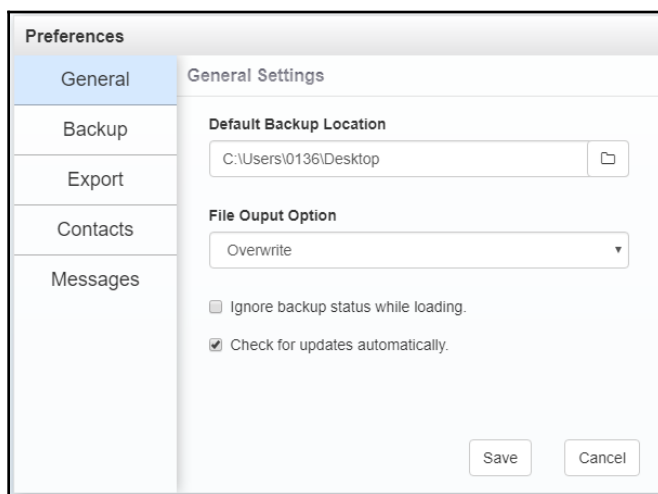 Preferences
General
Backup
Export
Contacts
Messages
General Settings
Default Backup Location
C:\Users\0136\Desktop
File Ouput Option
Overwrite
Ignore backup status while loading.
Check for updates automatically.
Save
Cancel